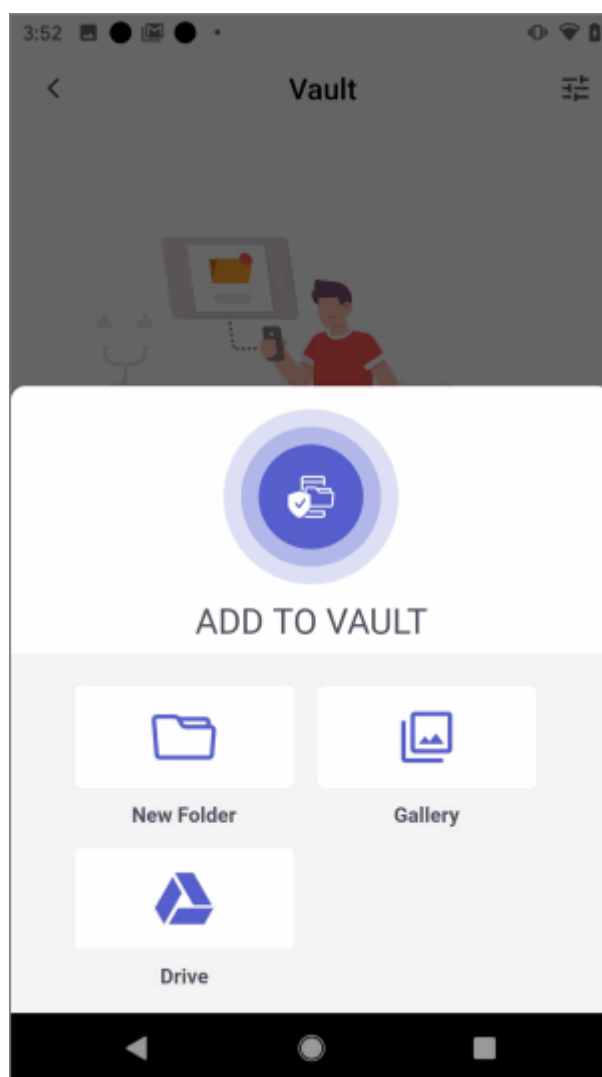 3:52
Vault
ADD TO VAULT
New Folder
Gallery
Drive